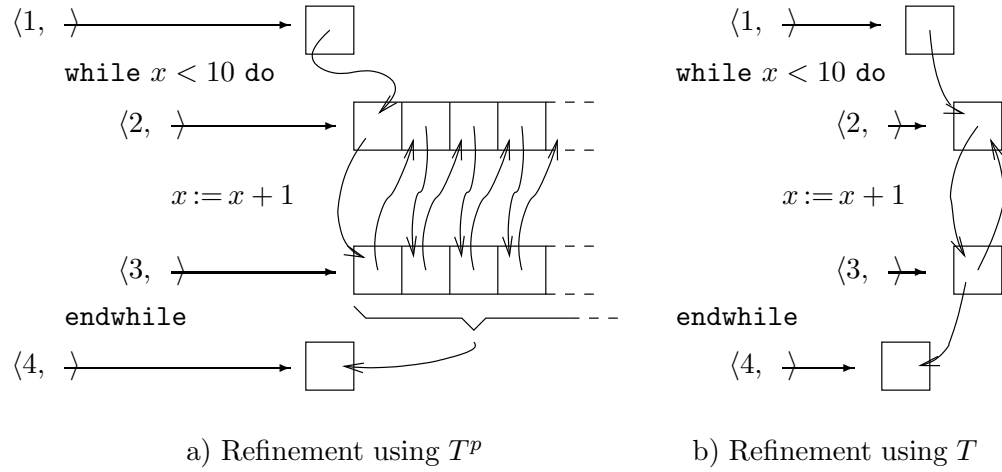 ⟨1, ⟩
while x < 10 do
⟨2, ⟩
x := x + 1
⟨3, ⟩
endwhile
⟨4, ⟩
a) Refinement using T^p
⟨1, ⟩
while x < 10 do
⟨2, ⟩
x := x + 1
⟨3, ⟩
endwhile
⟨4, ⟩
b) Refinement using T